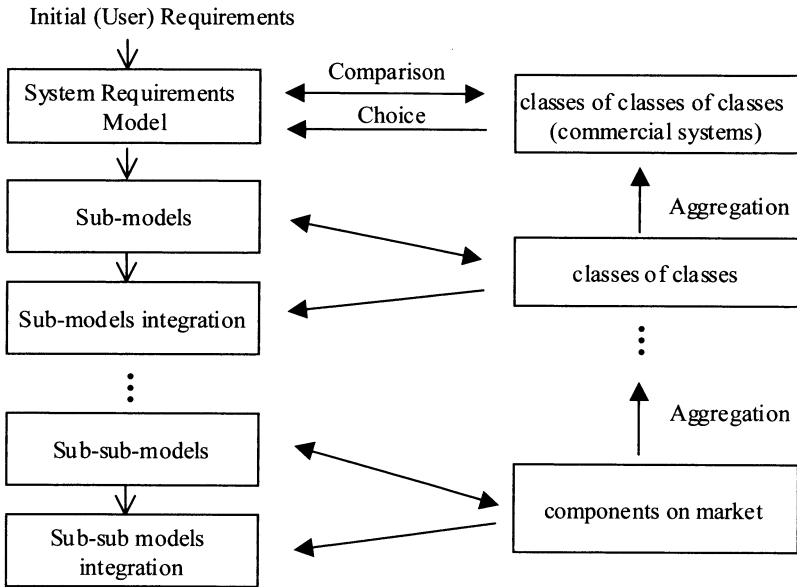 Initial (User) Requirements
System Requirements
Model
Comparison
Choice
classes of classes of classes
(commercial systems)
Sub-models
Aggregation
classes of classes
Sub-models integration
Aggregation
Sub-sub-models
components on market
Sub-sub models
integration